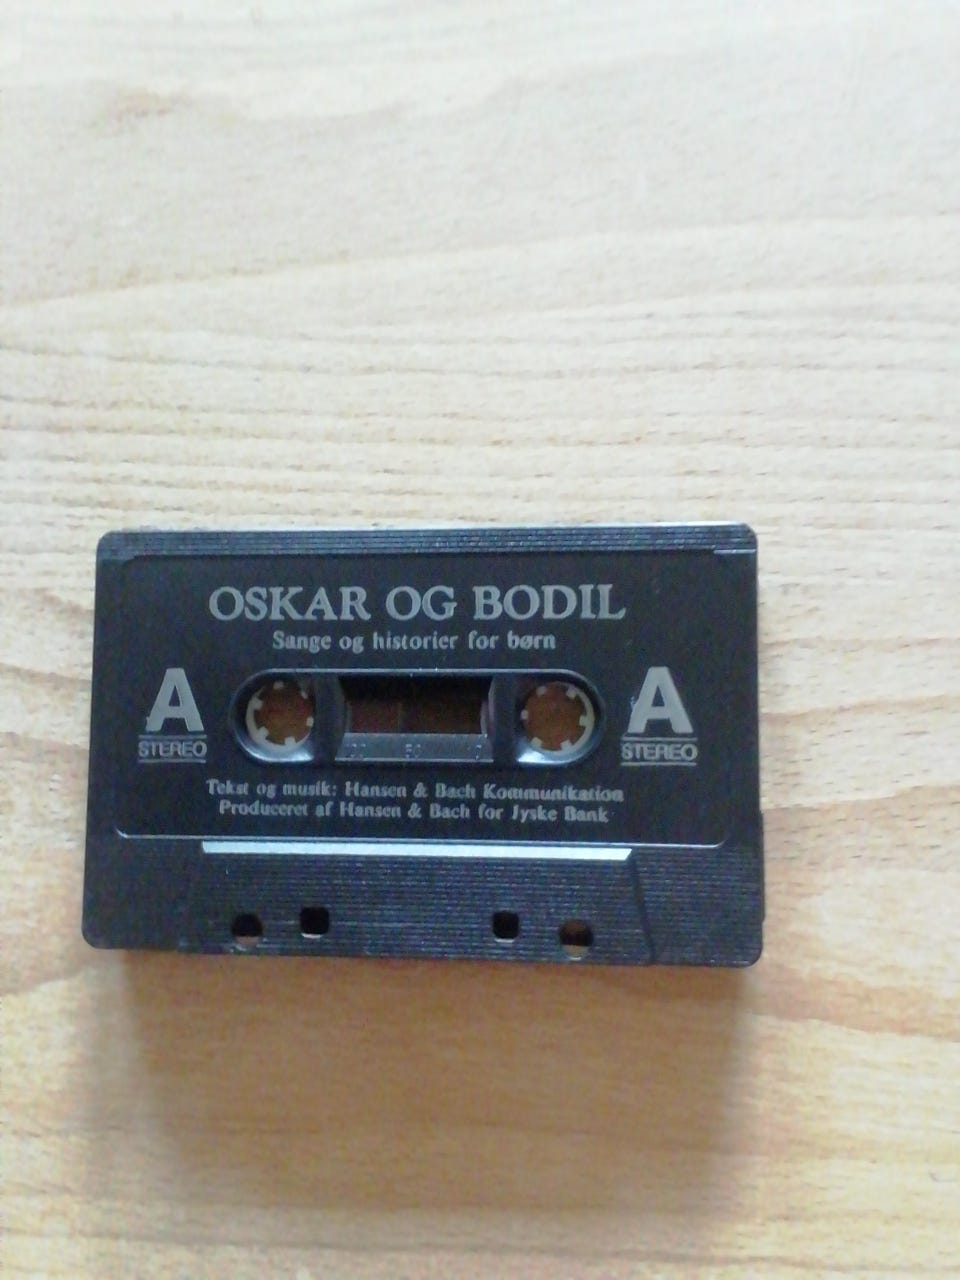 OSKAR OG BODIL
Sange og historier for børn
A A
STEREO STEREO
50
Tekst og musik: Hansen & Bach Kommunikation
Produceret af Hansen & Bach for Jyske Bank